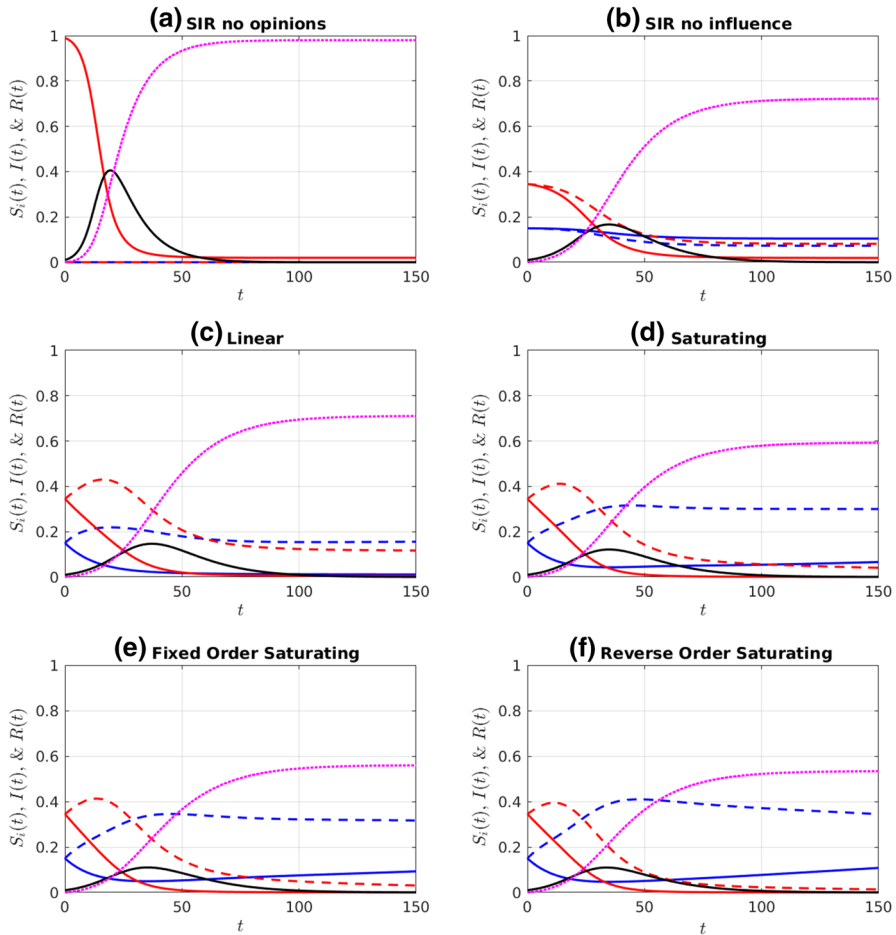 (a) SIR no opinions
S_i(t), I(t), & R(t)
1
0.8
0.6
0.4
0.2
0
0 50 100 150
t
(b) SIR no influence
S_i(t), I(t), & R(t)
1
0.8
0.6
0.4
0.2
0
0 50 100 150
t
(c) Linear
S_i(t), I(t), & R(t)
1
0.8
0.6
0.4
0.2
0
0 50 100 150
t
(d) Saturating
S_i(t), I(t), & R(t)
1
0.8
0.6
0.4
0.2
0
0 50 100 150
t
(e) Fixed Order Saturating
S_i(t), I(t), & R(t)
1
0.8
0.6
0.4
0.2
0
0 50 100 150
t
(f) Reverse Order Saturating
S_i(t), I(t), & R(t)
1
0.8
0.6
0.4
0.2
0
0 50 100 150
t